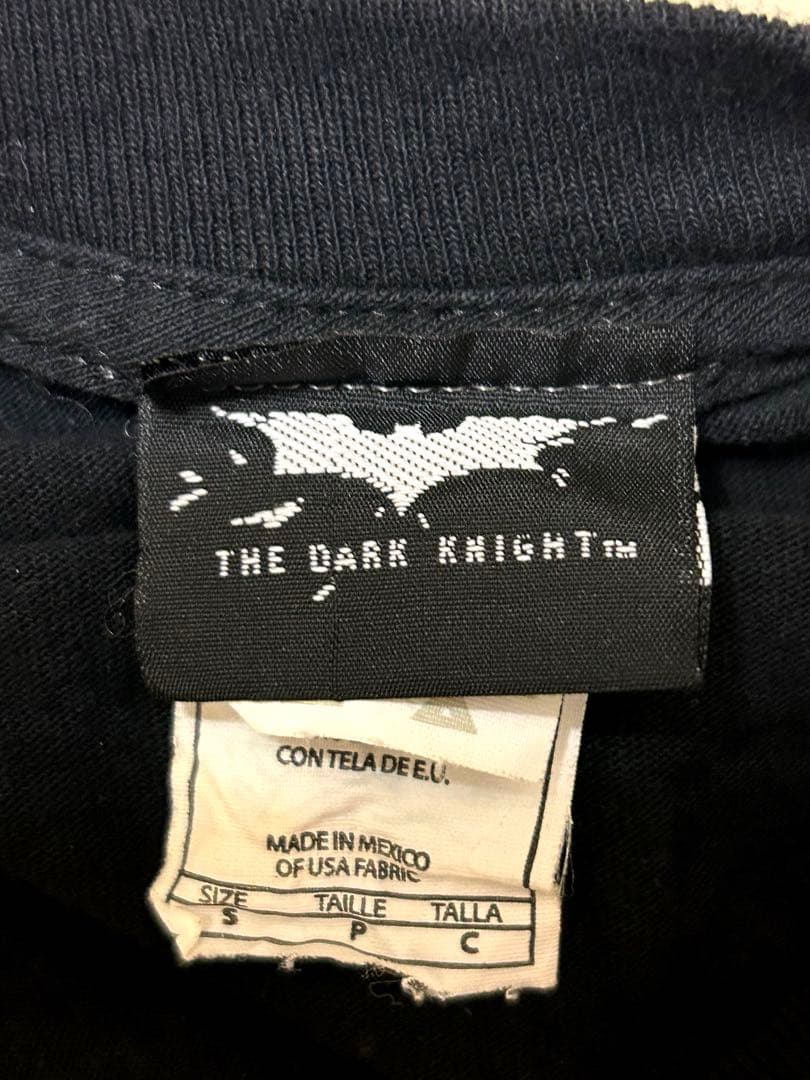 THE DARK KNIGHT™
CON TELA DE E.U.
MADE IN MEXICO
OF USA FABRIC
SIZE TAILLE TALLA
S P C